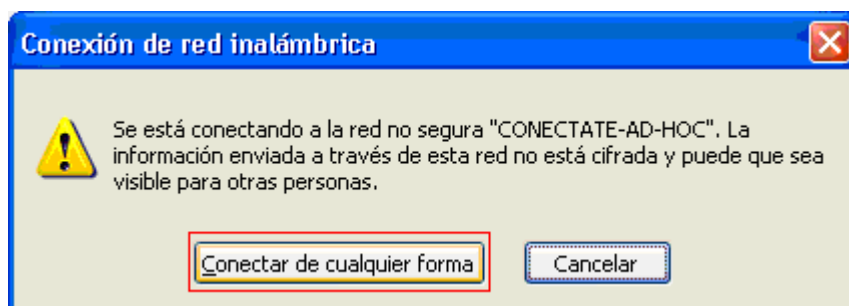 Conexión de red inalámbrica
Se está conectando a la red no segura "CONECTATE-AD-HOC". La
información enviada a través de esta red no está cifrada y puede que sea
visible para otras personas.
Conectar de cualquier forma
Cancelar